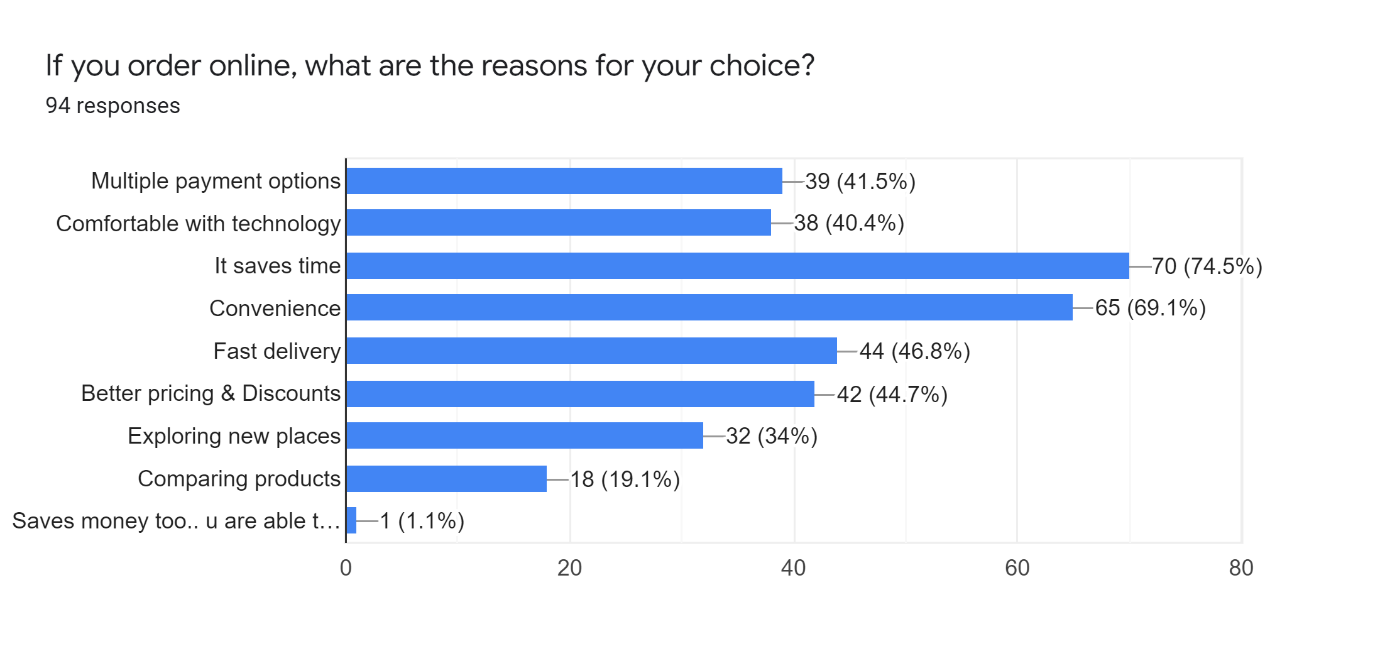 If you order online, what are the reasons for your choice?
94 responses
Multiple payment options 39 (41.5%)
Comfortable with technology 38 (40.4%)
It saves time 70 (74.5%)
Convenience 65 (69.1%)
Fast delivery 44 (46.8%)
Better pricing & Discounts 42 (44.7%)
Exploring new places 32 (34%)
Comparing products 18 (19.1%)
Saves money too.. u are able t… 1 (1.1%)
0 20 40 60 80